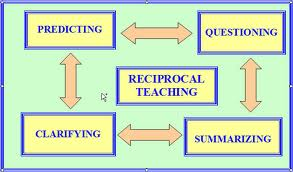 PREDICTING
QUESTIONING
RECIPROCAL
TEACHING
CLARIFYING
SUMMARIZING